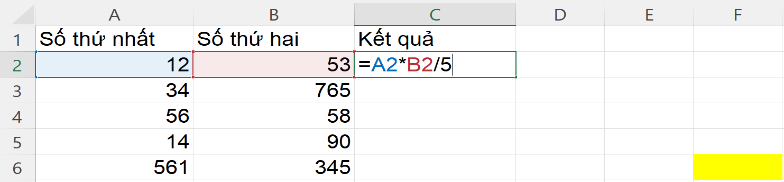 A B C D E F
1 Số thứ nhất Số thứ hai Kết quả
2 12 53 =A2*B2/5
3 34 765
4 56 58
5 14 90
6 561 345